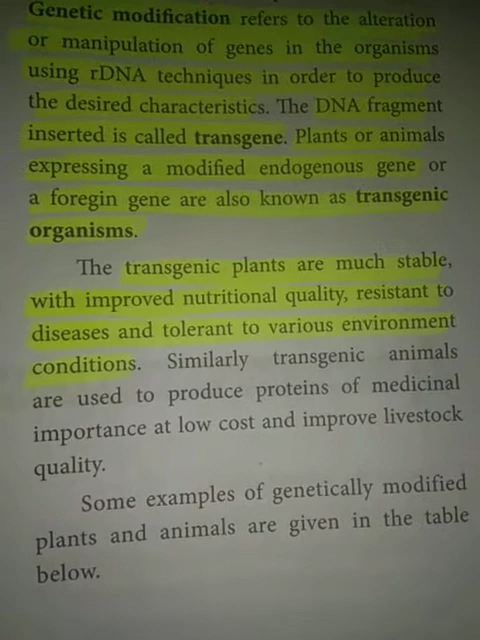 Genetic modification refers to the alteration
or manipulation of genes in the organisms
using rDNA techniques in order to produce
the desired characteristics. The DNA fragment
inserted is called transgene. Plants or animals
expressing a modified endogenous gene or
a foregin gene are also known as transgenic
organisms.
The transgenic plants are much stable,
with improved nutritional quality, resistant to
diseases and tolerant to various environment
conditions. Similarly transgenic animals
are used to produce proteins of medicinal
importance at low cost and improve livestock
quality.
Some examples of genetically modified
plants and animals are given in the table
below.